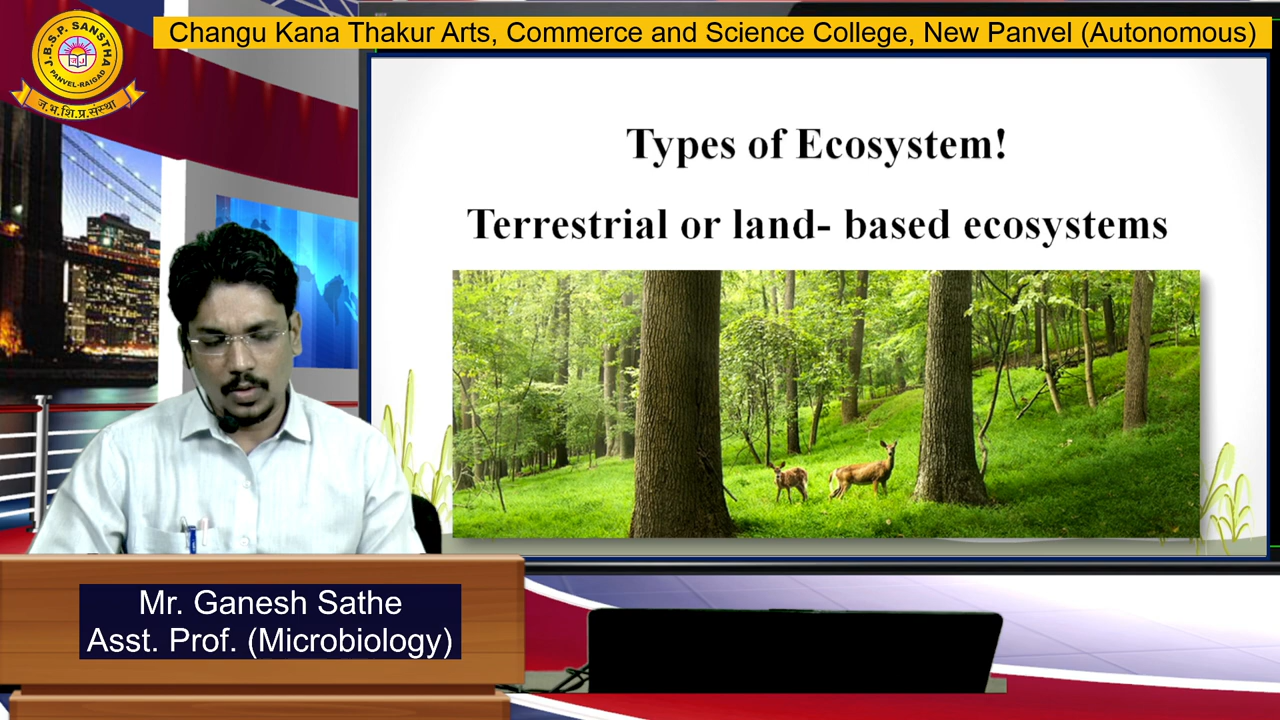 J.B.S.P. SANSTHA
PANVEL-RAIGAD
ज.भ.शि.प्र.संस्था
Changu Kana Thakur Arts, Commerce and Science College, New Panvel (Autonomous)
Types of Ecosystem!
Terrestrial or land- based ecosystems
Mr. Ganesh Sathe
Asst. Prof. (Microbiology)